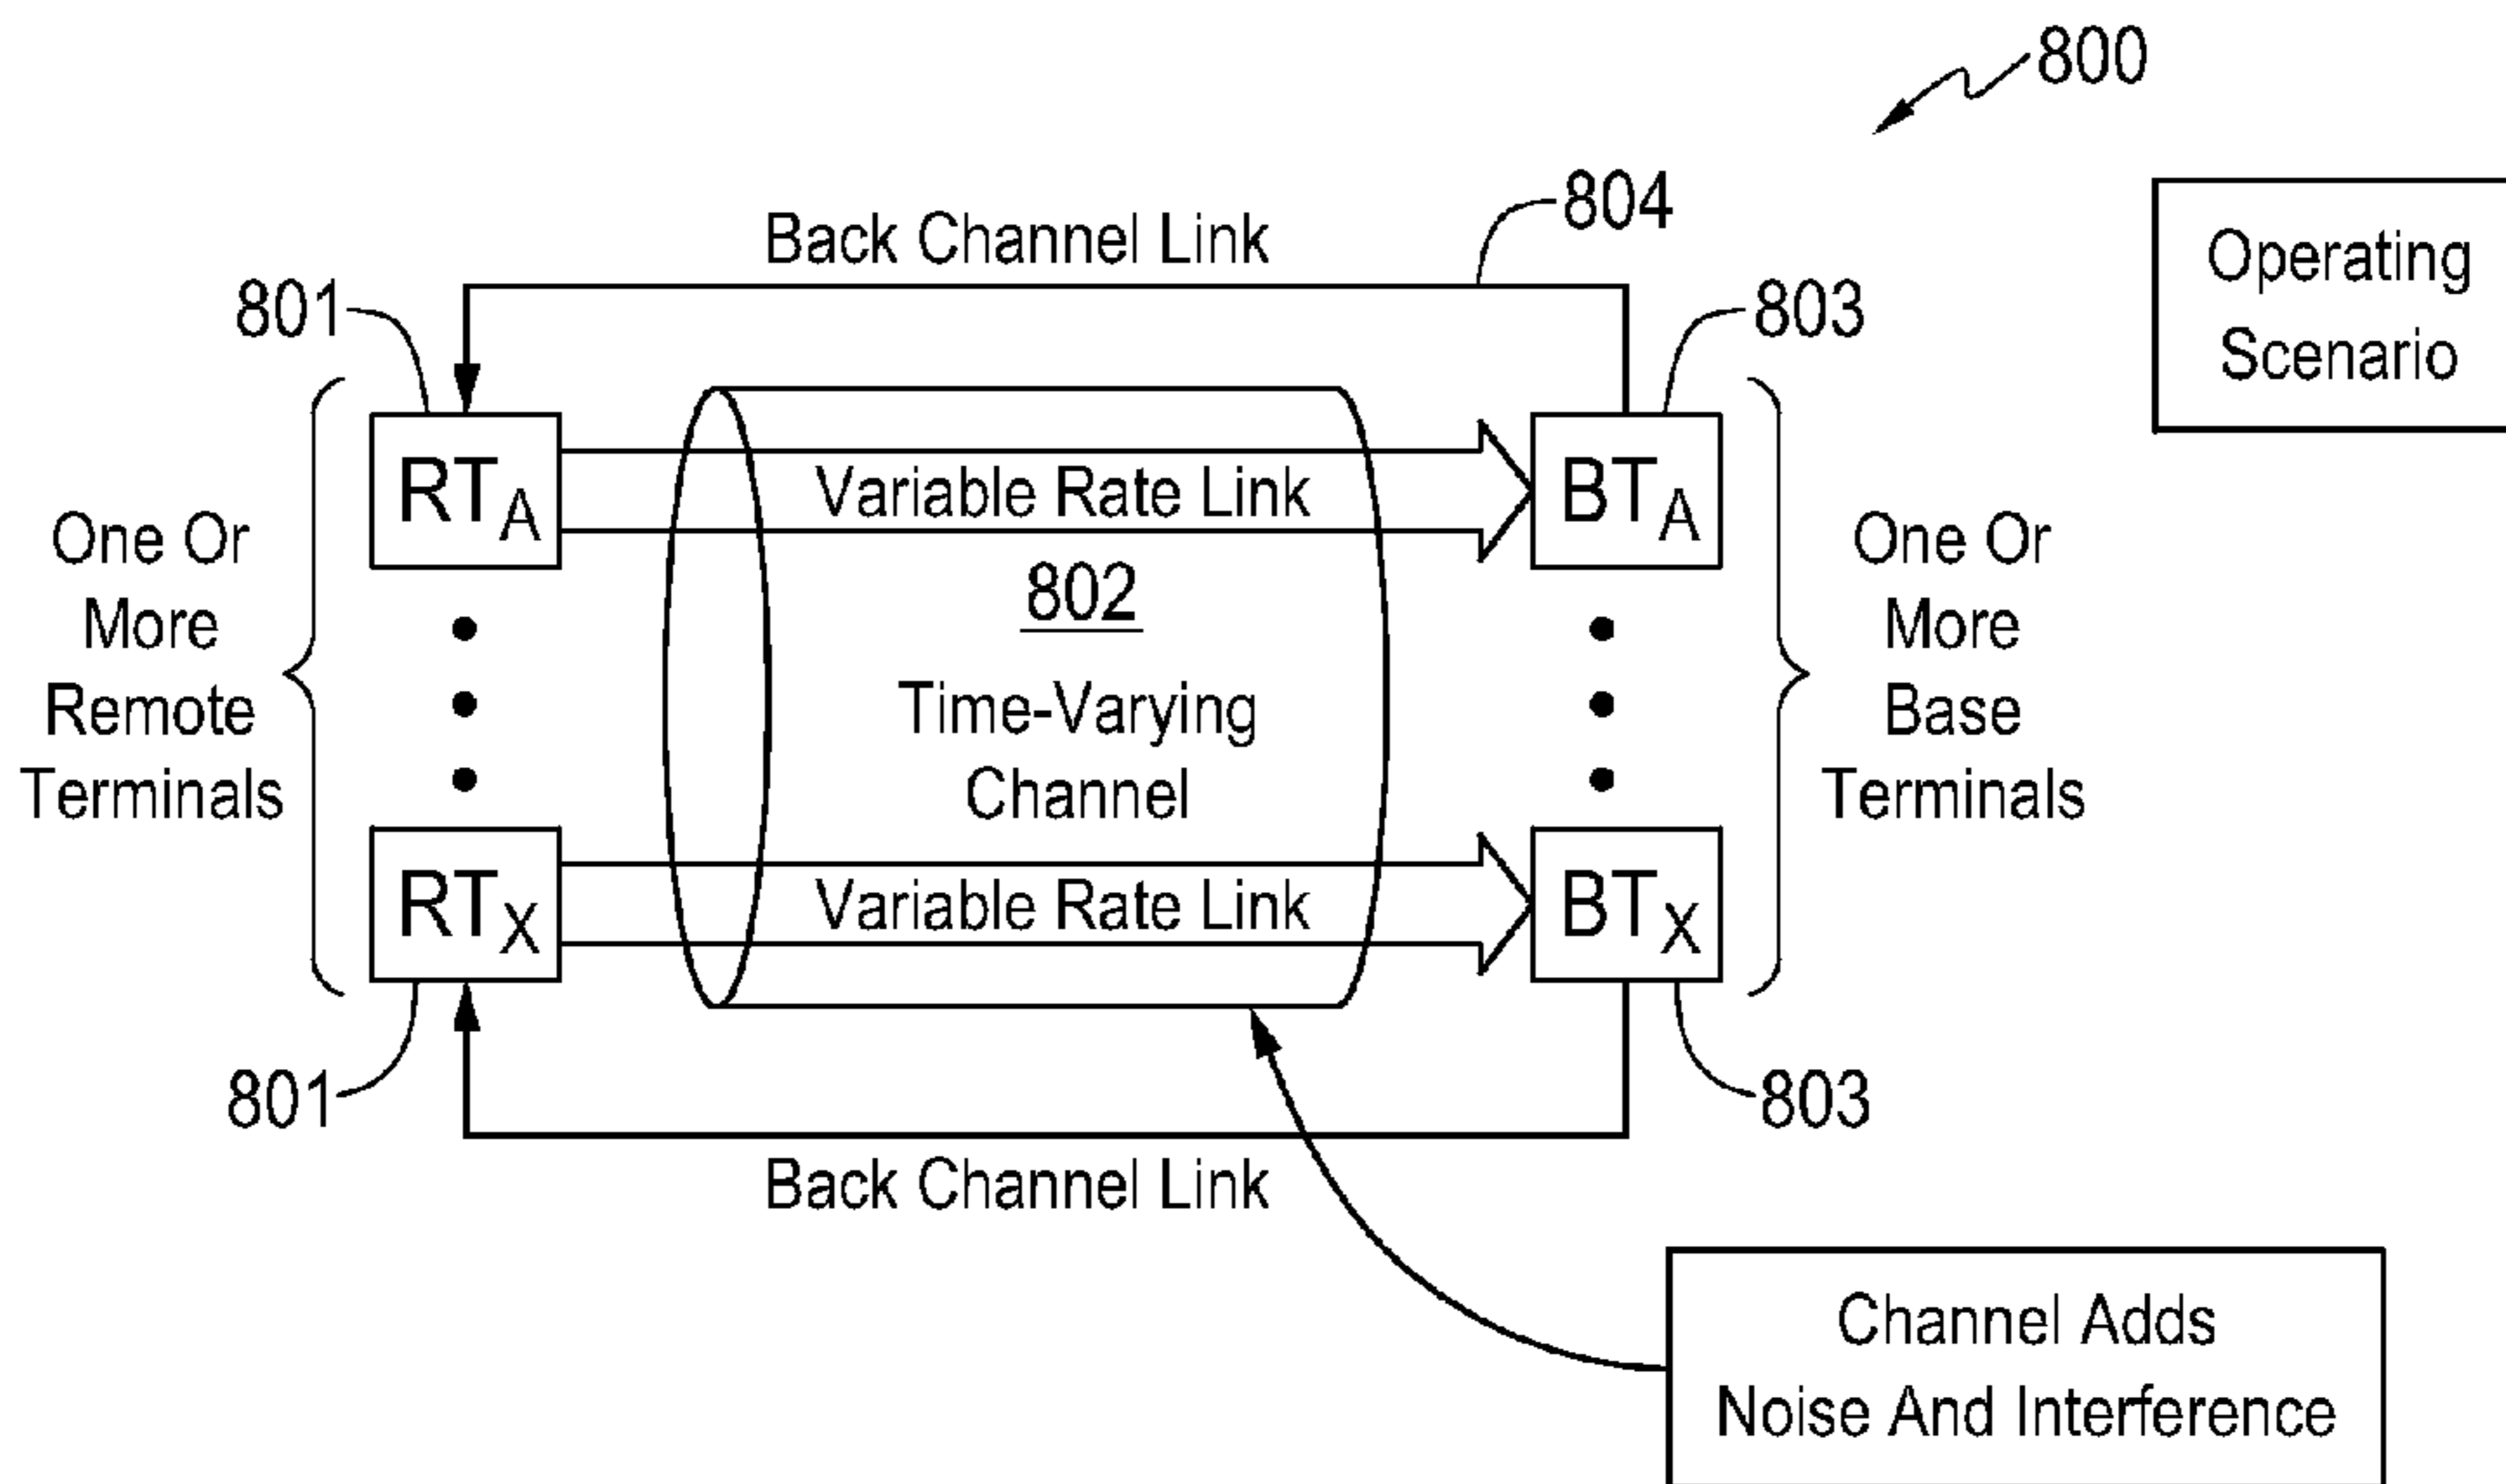 800
804
Back Channel Link
Operating
Scenario
801
803
RTA
Variable Rate Link
BTA
One Or
More
Remote
Terminals
802
Time-Varying
Channel
One Or
More
Base
Terminals
RTX
Variable Rate Link
BTX
801
803
Back Channel Link
Channel Adds
Noise And Interference